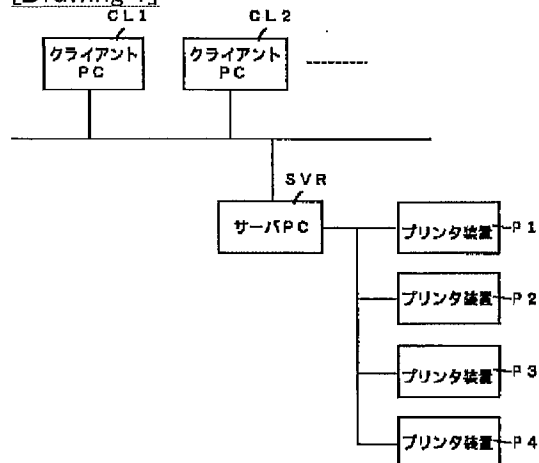 CL1 CL2
クライアント
PC
クライアント
PC
SVR
サーバPC
プリンタ装置 P1
プリンタ装置 P2
プリンタ装置 P3
プリンタ装置 P4